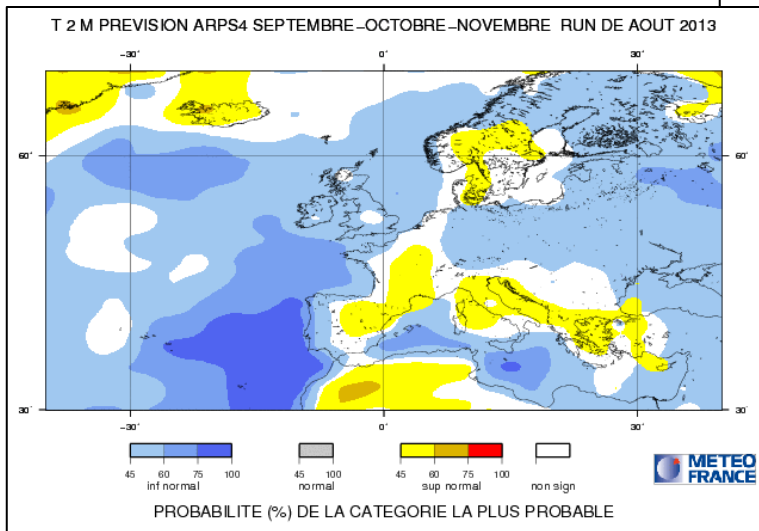 T 2 M PREVISION ARPS4 SEPTEMBRE-OCTOBRE-NOVEMBRE RUN DE AOUT 2013
-30° 0° 30°
60° 60°
30° 30°
-30° 0° 30°
45 60 75 100 45 100 45 60 75 100
inf normal normal sup normal non sign
METEO
FRANCE
PROBABILITE (%) DE LA CATEGORIE LA PLUS PROBABLE